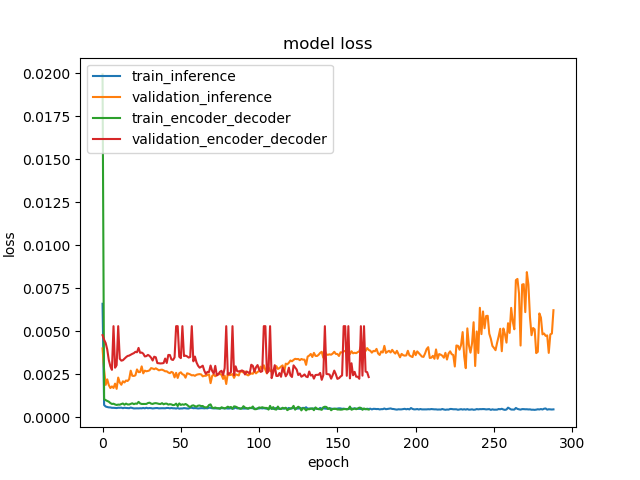 model loss
train_inference
validation_inference
train_encoder_decoder
validation_encoder_decoder
0.0200
0.0175
0.0150
0.0125
0.0100
0.0075
0.0050
0.0025
0.0000
loss
0 50 100 150 200 250 300
epoch